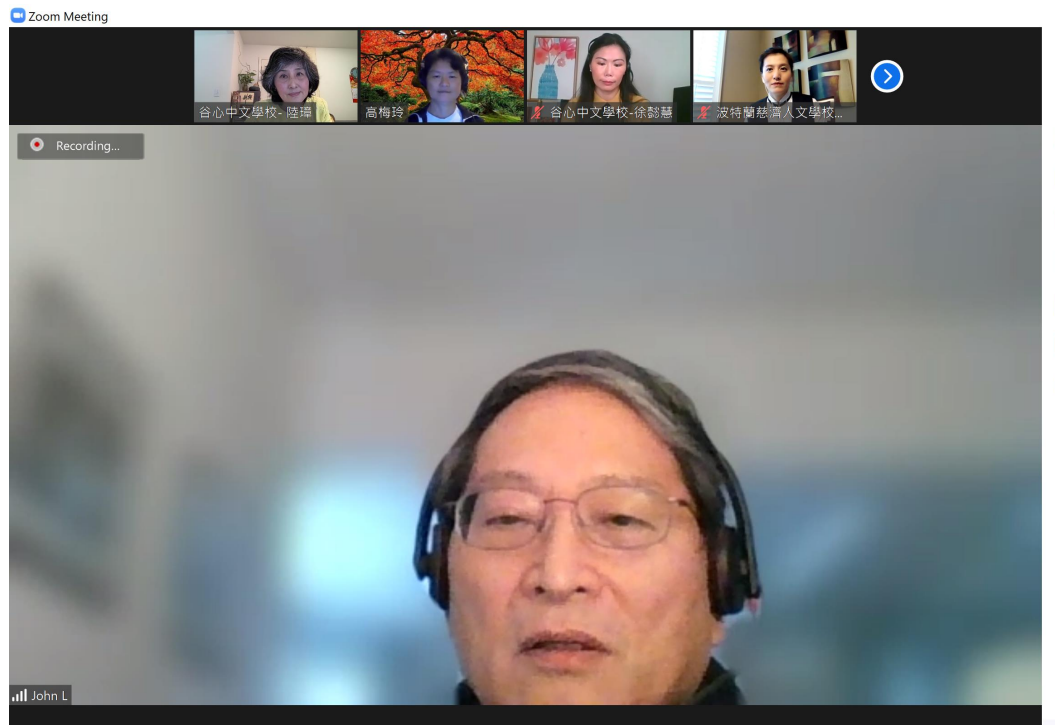 Zoom Meeting
谷心中文學校- 陸璋
高梅玲
谷心中文學校-徐懿慧
波特蘭慈濟人文學校...
Recording...
John L